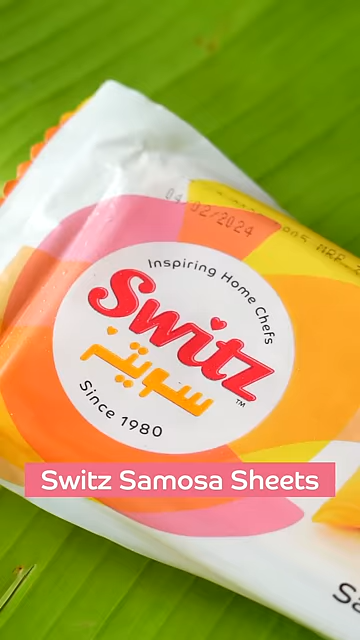 04/02/2024
Inspiring Home Chefs
Switz
سويتز
TM
Since 1980
Switz Samosa Sheets